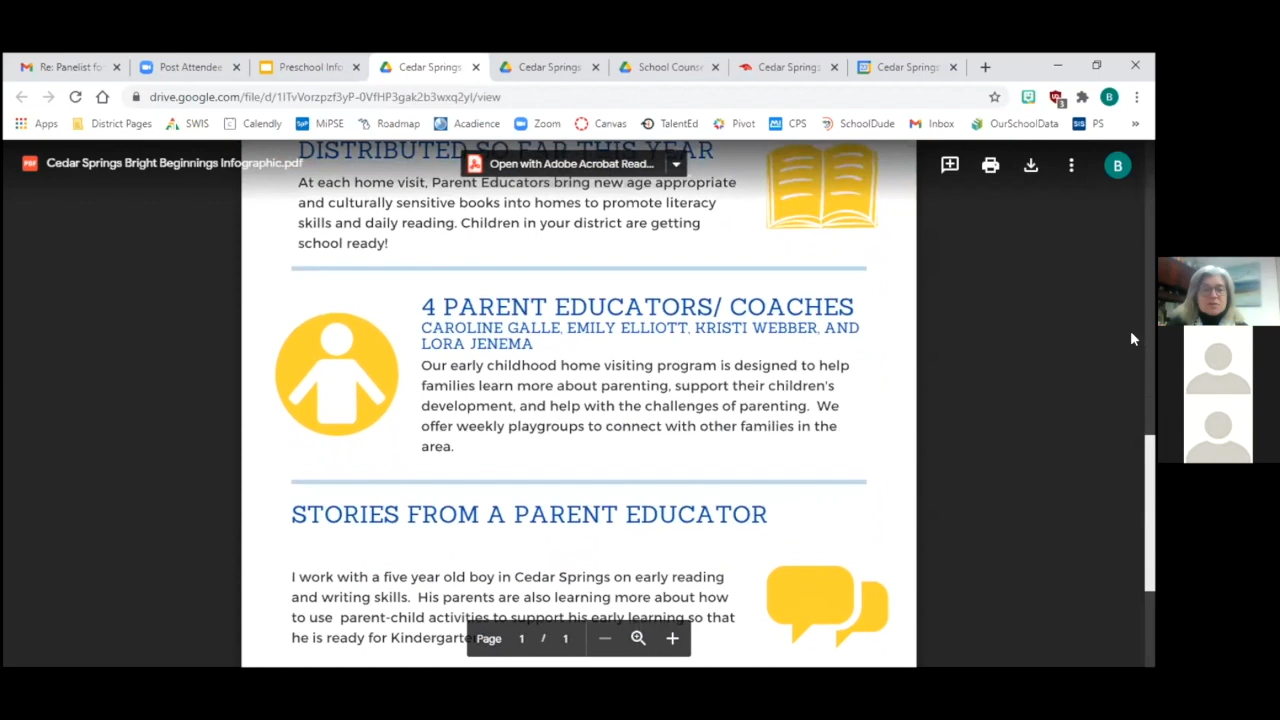 Re: Panelist fo
Post Attendee
Preschool Info
Cedar Springs
Cedar Springs
School Couns
Cedar Springs
Cedar Springs
drive.google.com/file/d/1ITvVorzpzf3yP-0VfHP3gak2b3wxq2yI/view
Apps
District Pages
SWIS
Calendly
MiPSE
Roadmap
Acadience
Zoom
Canvas
TalentEd
Pivot
CPS
SchoolDude
Inbox
OurSchoolData
PS
Cedar Springs Bright Beginnings Infographic.pdf
Open with Adobe Acrobat Read...
B
DISTRIBUTED SO FAR THIS YEAR
At each home visit, Parent Educators bring new age appropriate
and culturally sensitive books into homes to promote literacy
skills and daily reading. Children in your district are getting
school ready!
4 PARENT EDUCATORS/ COACHES
CAROLINE GALLE, EMILY ELLIOTT, KRISTI WEBBER, AND
LORA JENEMA
Our early childhood home visiting program is designed to help
families learn more about parenting, support their children's
development, and help with the challenges of parenting. We
offer weekly playgroups to connect with other families in the
area.
STORIES FROM A PARENT EDUCATOR
I work with a five year old boy in Cedar Springs on early reading
and writing skills. His parents are also learning more about how
to use parent-child activities to support his early learning so that
he is ready for Kindergarte
Page 1 / 1